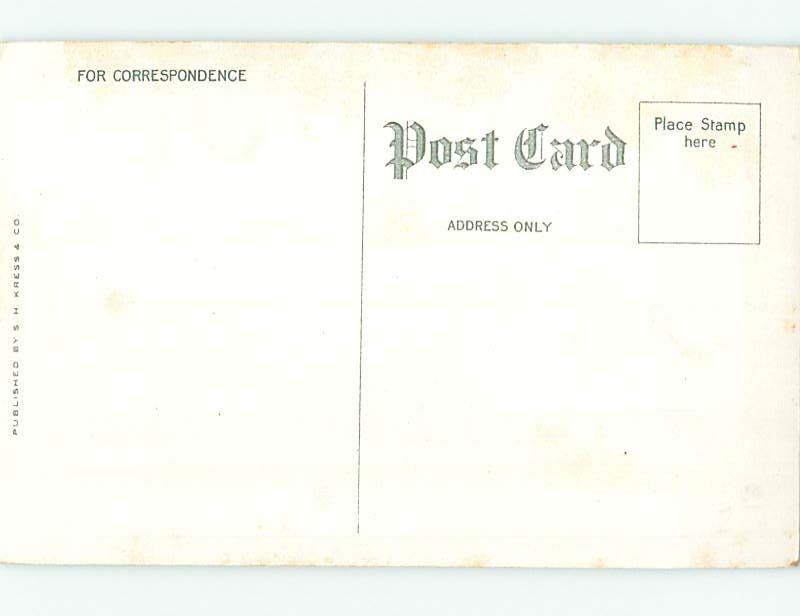 FOR CORRESPONDENCE
Post Card
Place Stamp
here
ADDRESS ONLY
PUBLISHED BY S. H. KRESS & CO.